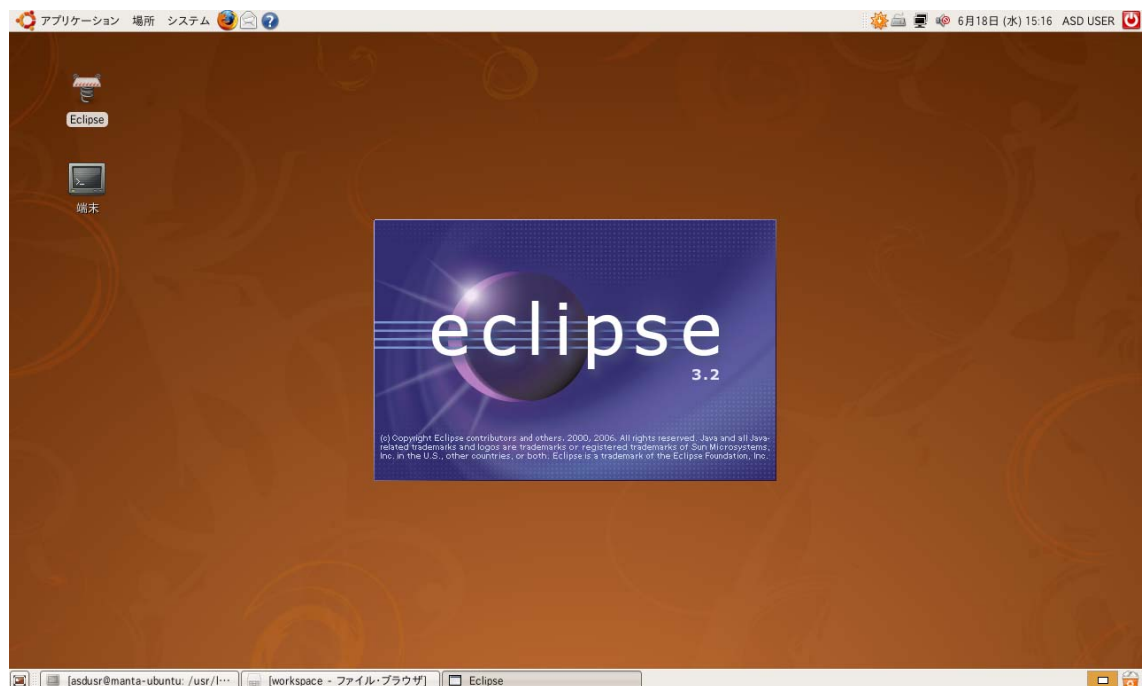 アプリケーション 場所 システム
6月18日 (水) 15:16 ASD USER
Eclipse
端末
eclipse
3.2
(c) Copyright Eclipse contributors and others. 2000, 2006. All rights reserved. Java and all Java-
related trademarks and logos are trademarks or registered trademarks of Sun Microsystems,
Inc. in the U.S., other countries, or both. Eclipse is a trademark of the Eclipse Foundation, Inc.
[asdusr@manta-ubuntu: /usr/l…
[workspace - ファイル・ブラウザ]
Eclipse